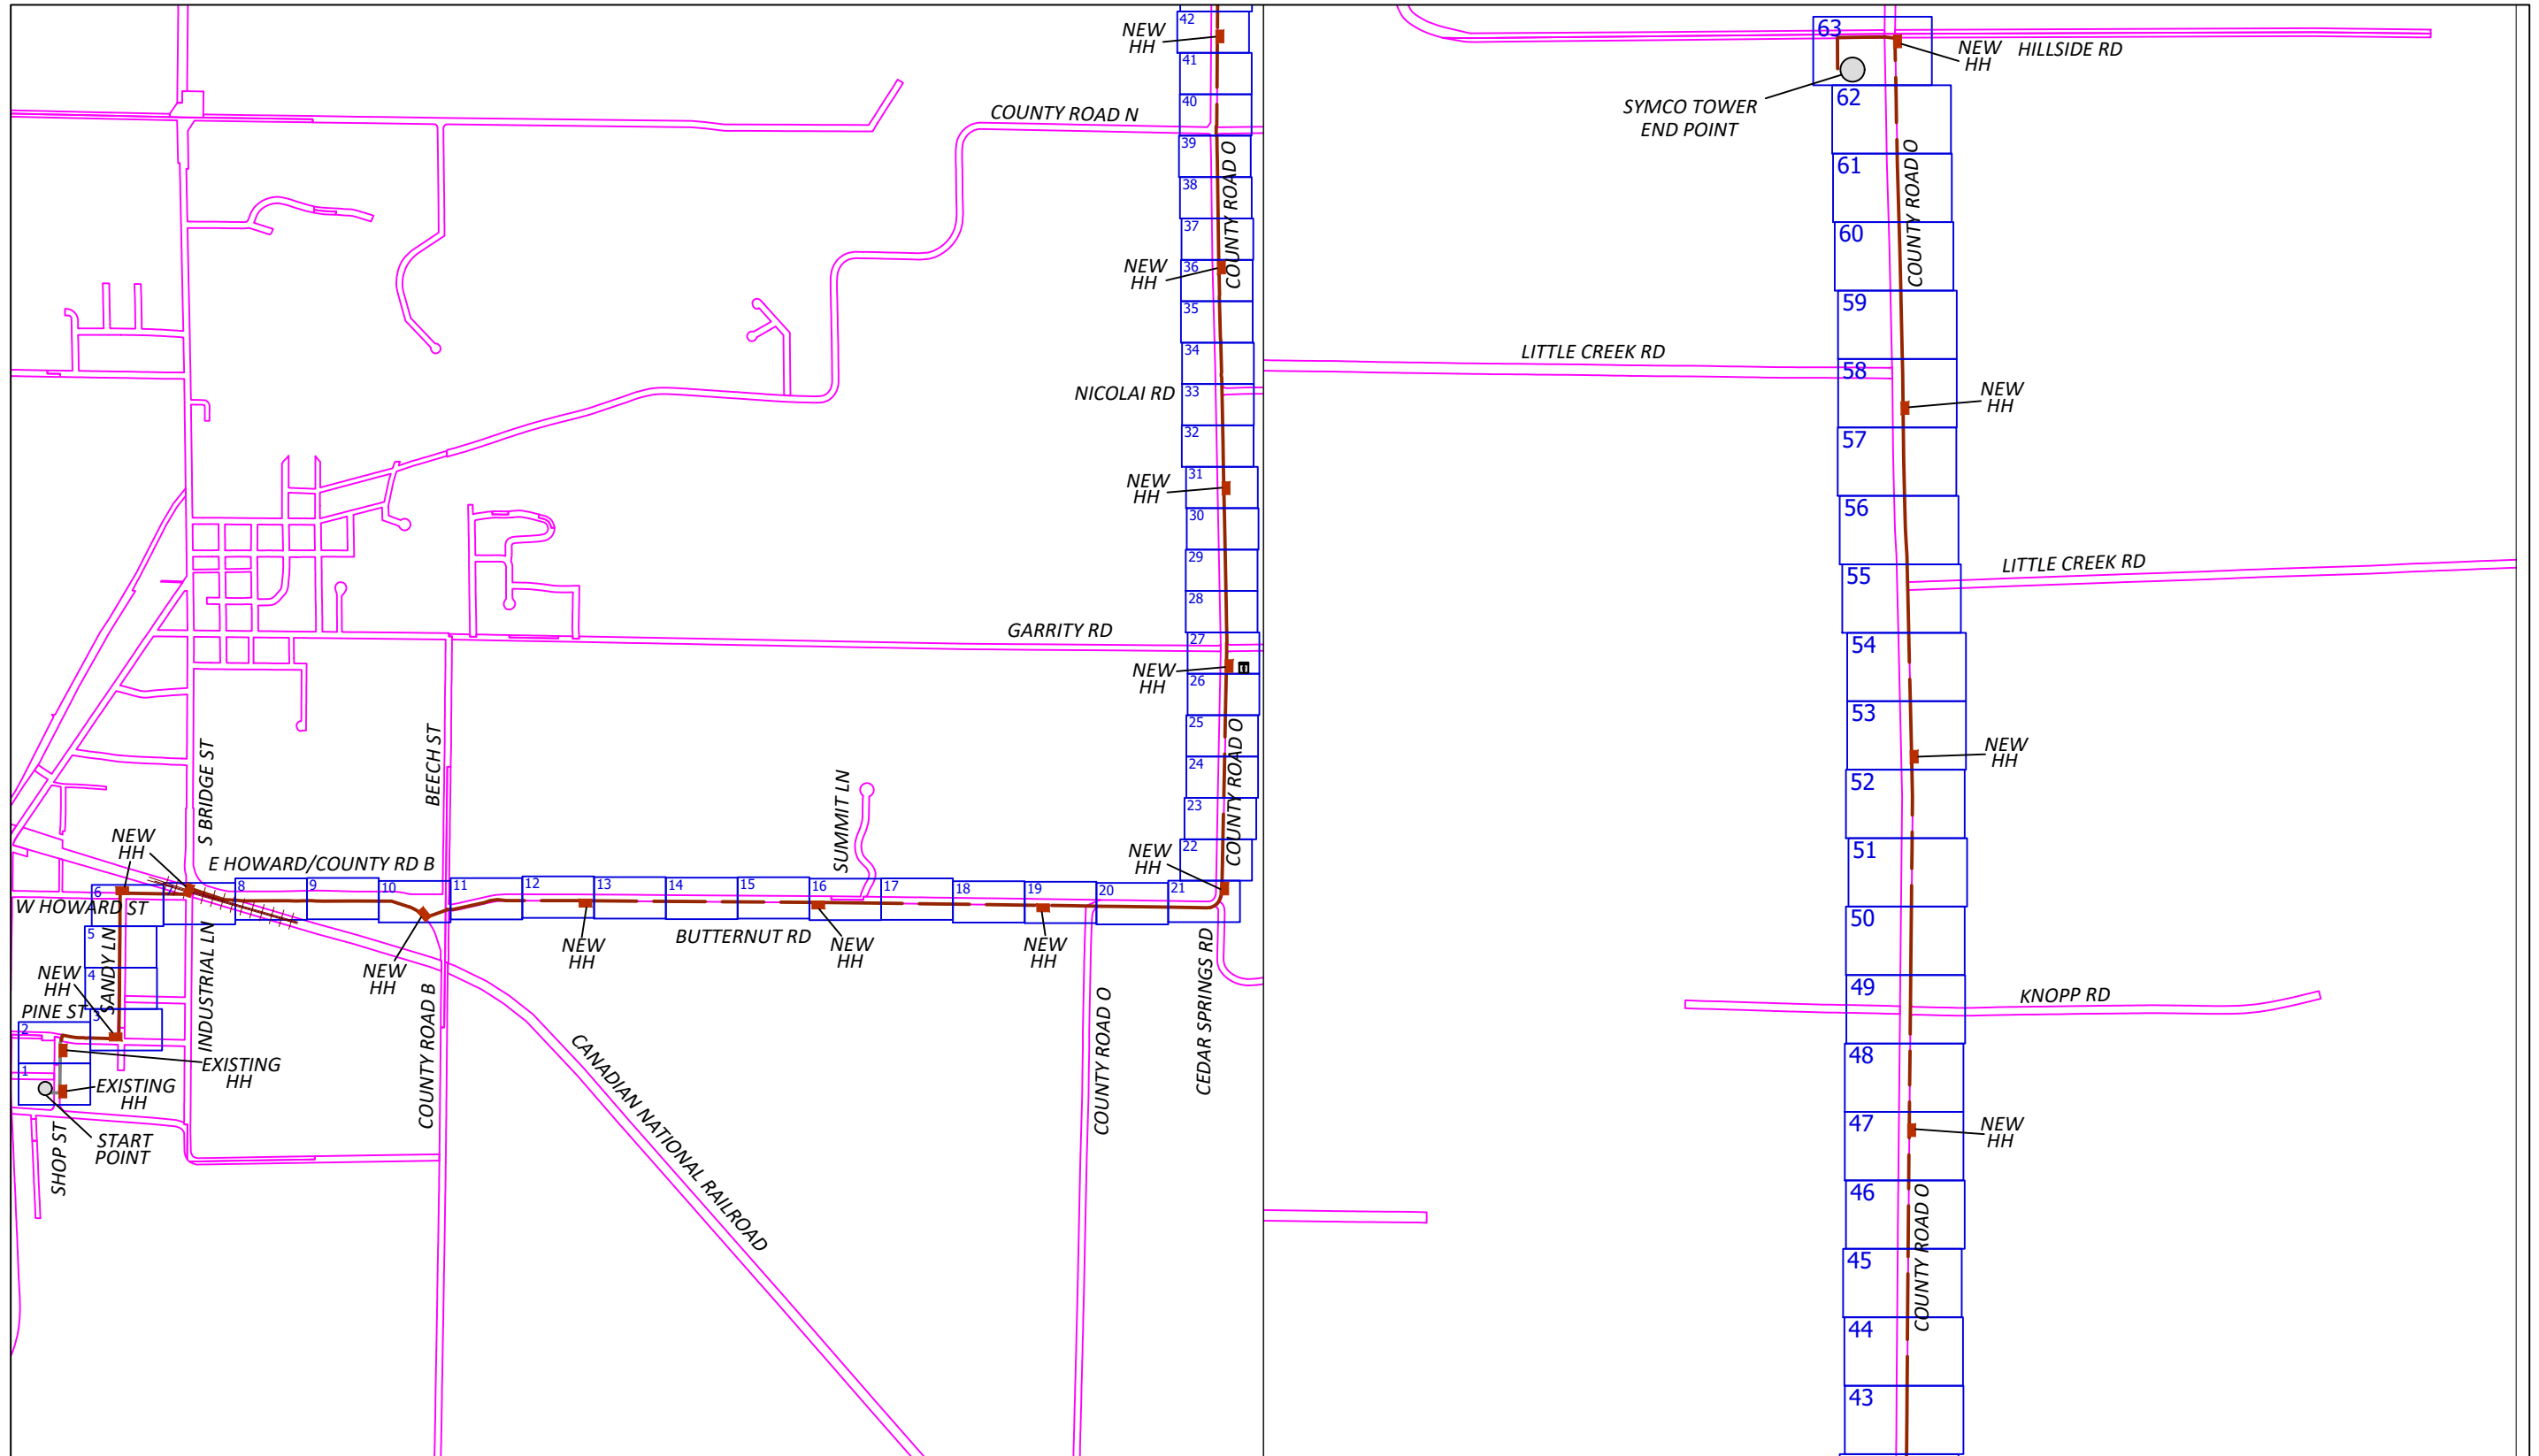 42
NEW
HH
41
40
COUNTY ROAD N
39
COUNTY ROAD O
38
37
NEW
HH
36
35
34
NICOLAI RD
33
32
NEW
HH
31
30
29
28
GARRITY RD
27
NEW
HH
26
25
COUNTY ROAD O
24
23
22
NEW
HH
S BRIDGE ST
BEECH ST
SUMMIT LN
NEW
HH
E HOWARD/COUNTY RD B
6
7
8
9
10
11
12
13
14
15
16
17
18
19
20
21
W HOWARD ST
5
SANDY LN
INDUSTRIAL LN
NEW
HH
4
NEW
HH
NEW
HH
BUTTERNUT RD
NEW
HH
NEW
HH
CEDAR SPRINGS RD
PINE ST
3
2
EXISTING
HH
1
EXISTING
HH
START
POINT
SHOP ST
COUNTY ROAD B
CANADIAN NATIONAL RAILROAD
COUNTY ROAD O
63
NEW
HH
HILLSIDE RD
SYMCO TOWER
END POINT
62
61
COUNTY ROAD O
60
59
LITTLE CREEK RD
58
NEW
HH
57
56
55
LITTLE CREEK RD
54
53
NEW
HH
52
51
50
49
KNOPP RD
48
47
NEW
HH
46
COUNTY ROAD O
45
44
43